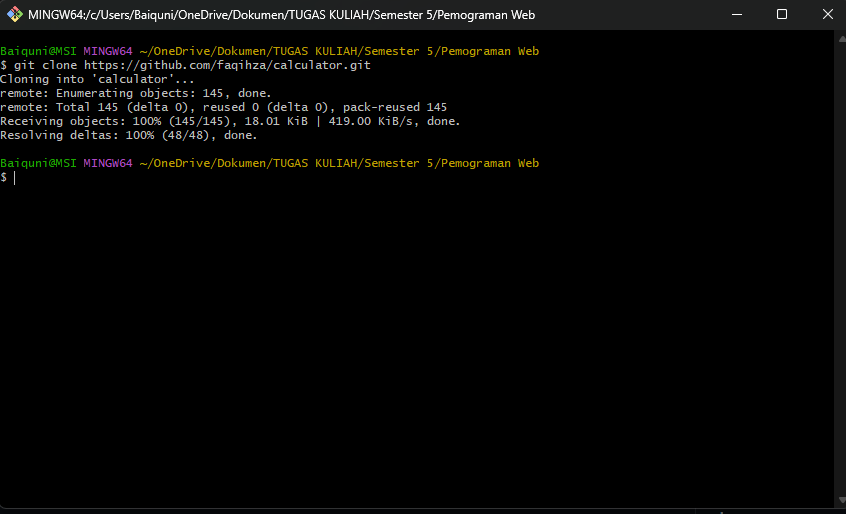 MINGW64:/c/Users/Baiquni/OneDrive/Dokumen/TUGAS KULIAH/Semester 5/Pemograman Web
Baiquni@MSI MINGW64 ~/OneDrive/Dokumen/TUGAS KULIAH/Semester 5/Pemograman Web
$ git clone https://github.com/faqihza/calculator.git
Cloning into 'calculator'...
remote: Enumerating objects: 145, done.
remote: Total 145 (delta 0), reused 0 (delta 0), pack-reused 145
Receiving objects: 100% (145/145), 18.01 KiB | 419.00 KiB/s, done.
Resolving deltas: 100% (48/48), done.
Baiquni@MSI MINGW64 ~/OneDrive/Dokumen/TUGAS KULIAH/Semester 5/Pemograman Web
$